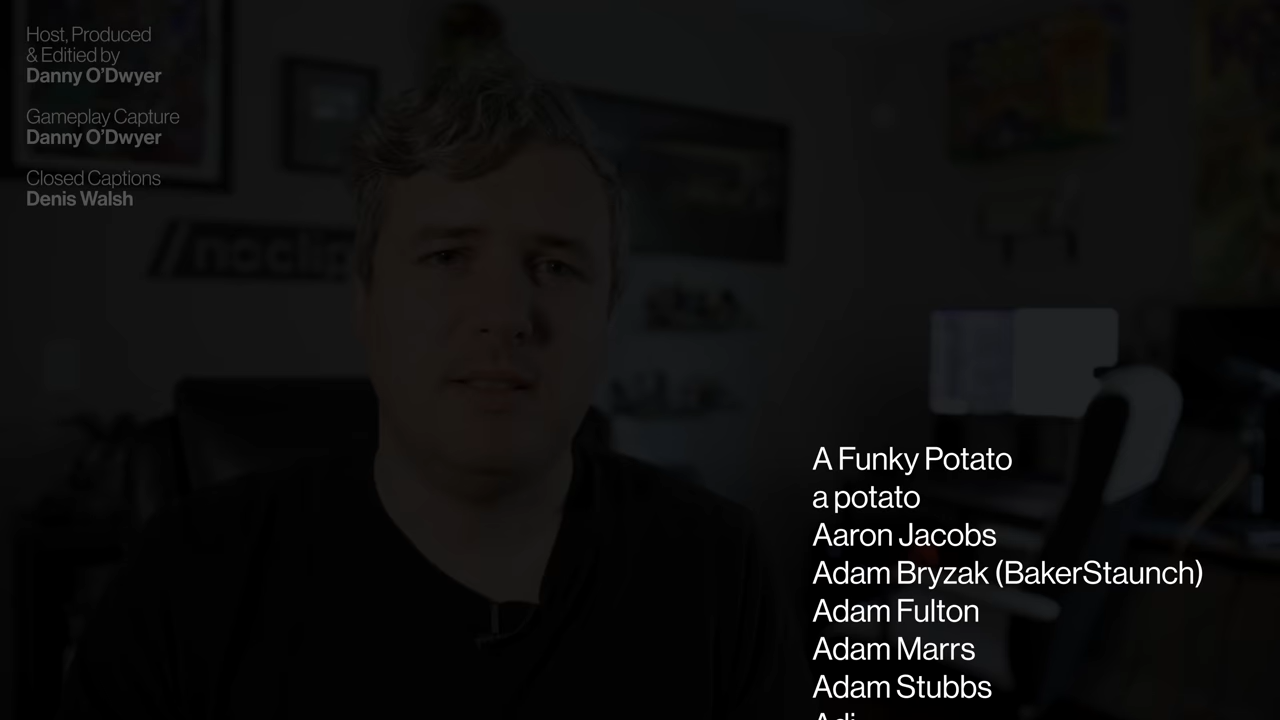 Host, Produced
& Editied by
Danny O'Dwyer
Gameplay Capture
Danny O'Dwyer
Closed Captions
Denis Walsh
/noclip
A Funky Potato
a potato
Aaron Jacobs
Adam Bryzak (BakerStaunch)
Adam Fulton
Adam Marrs
Adam Stubbs